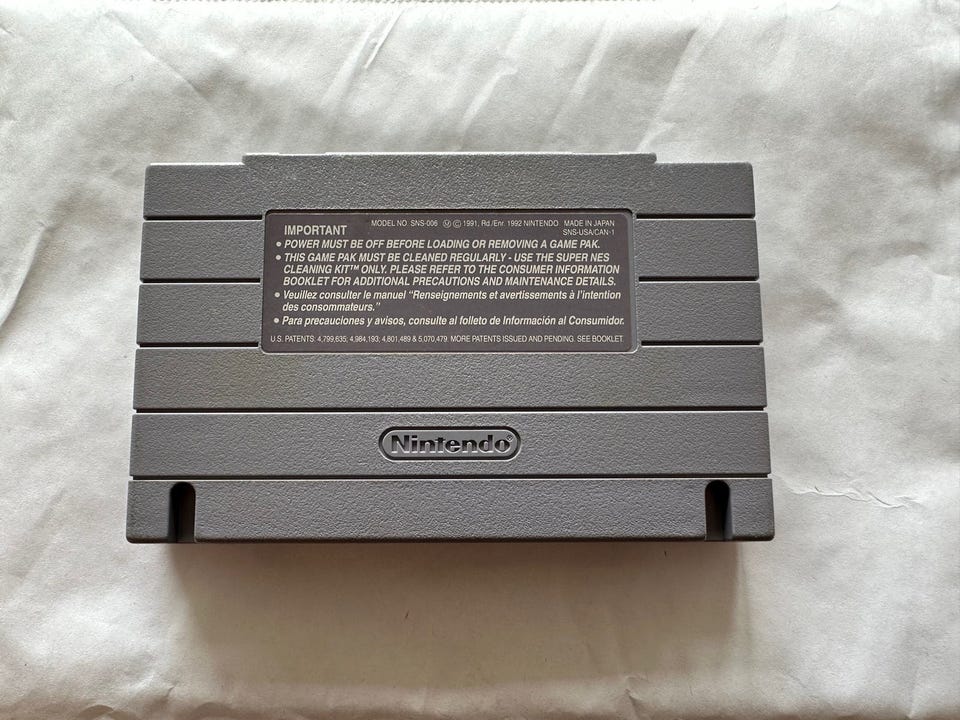 IMPORTANT MODEL NO. SNS-006 Ⓜ © 1991, Rd./Enr. 1992 NINTENDO MADE IN JAPAN
SNS-USA/CAN-1
• POWER MUST BE OFF BEFORE LOADING OR REMOVING A GAME PAK.
• THIS GAME PAK MUST BE CLEANED REGULARLY - USE THE SUPER NES
CLEANING KIT™ ONLY. PLEASE REFER TO THE CONSUMER INFORMATION
BOOKLET FOR ADDITIONAL PRECAUTIONS AND MAINTENANCE DETAILS.
• Veuillez consulter le manuel “Renseignements et avertissements à l'intention
des consommateurs.”
• Para precauciones y avisos, consulte al folleto de Información al Consumidor.
U.S. PATENTS: 4,799,635; 4,984,193; 4,801,489 & 5,070,479. MORE PATENTS ISSUED AND PENDING. SEE BOOKLET.
Nintendo®